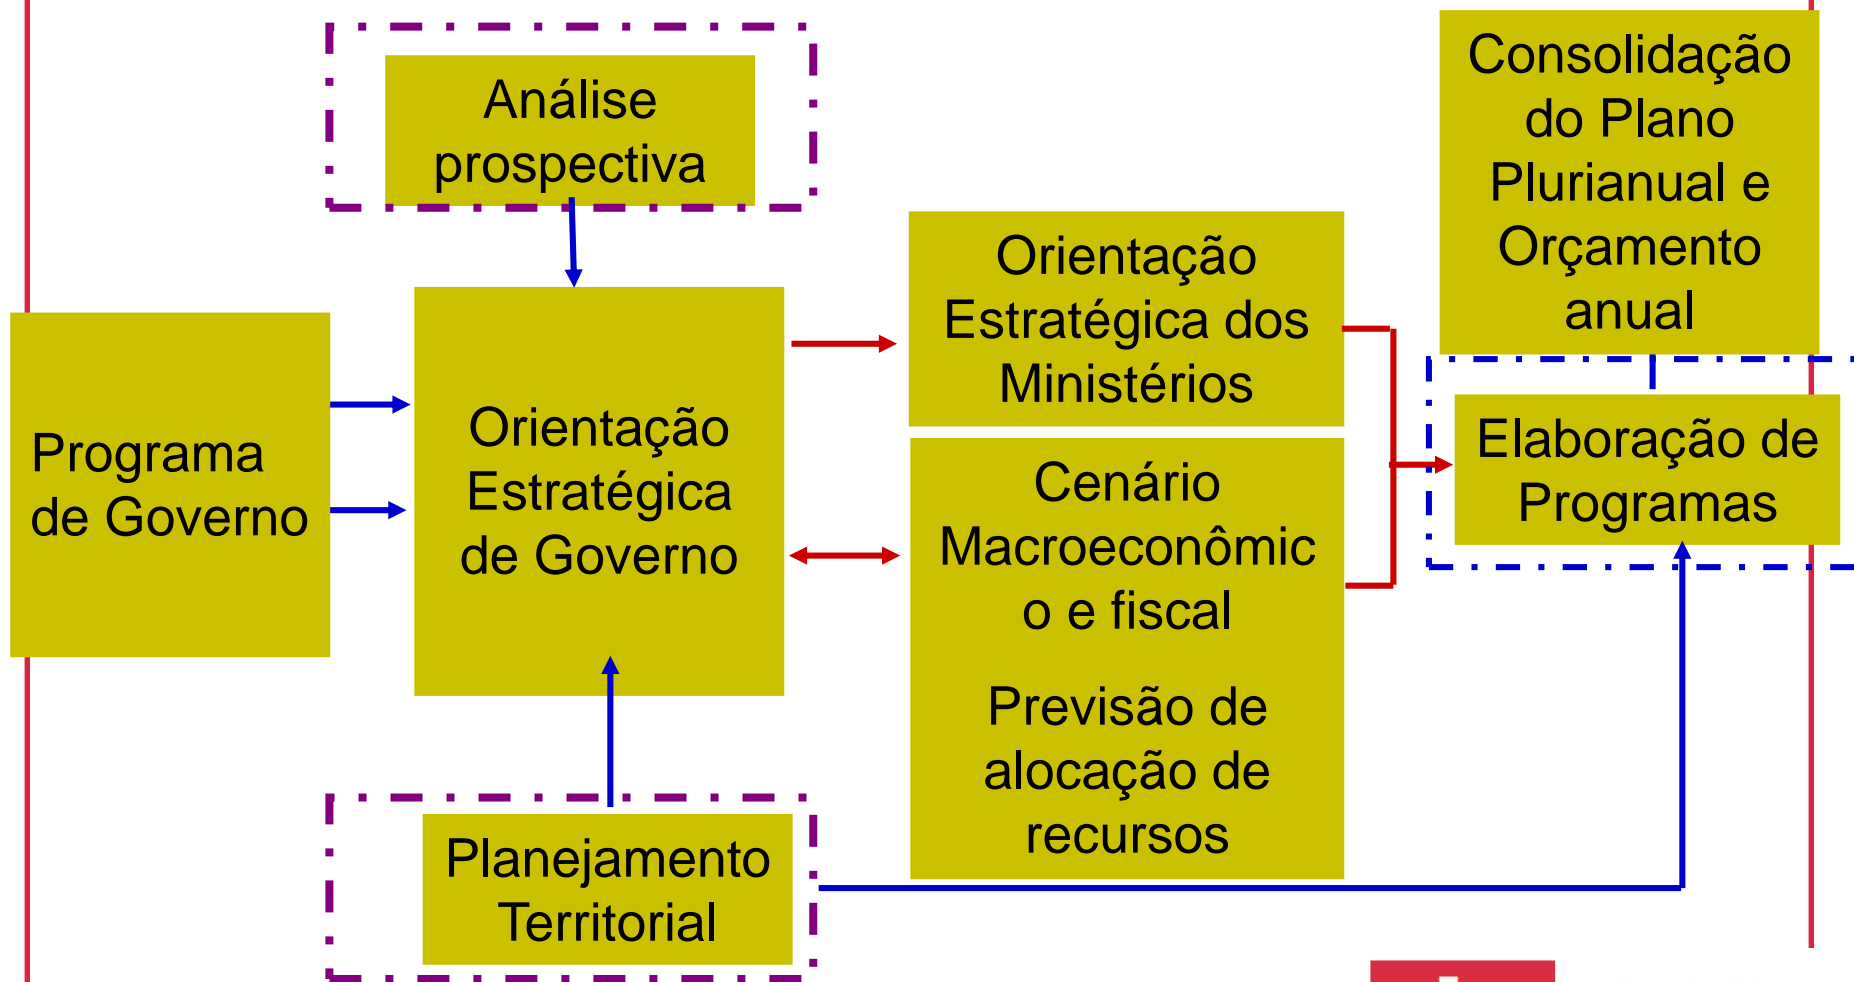 Análise
prospectiva
Consolidação
do Plano
Plurianual e
Orçamento
anual
Programa
de Governo
Orientação
Estratégica
de Governo
Orientação
Estratégica dos
Ministérios
Cenário
Macroeconômic
o e fiscal
Previsão de
alocação de
recursos
Elaboração de
Programas
Planejamento
Territorial